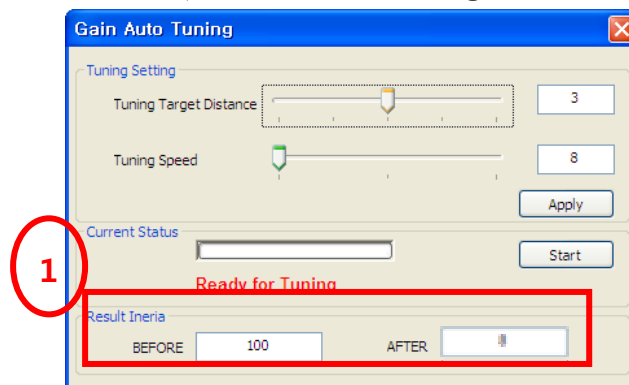 Gain Auto Tuning
Tuning Setting
Tuning Target Distance 3
Tuning Speed 8
Apply
Current Status
Start
1
Ready for Tuning
Result Ineria
BEFORE 100 AFTER